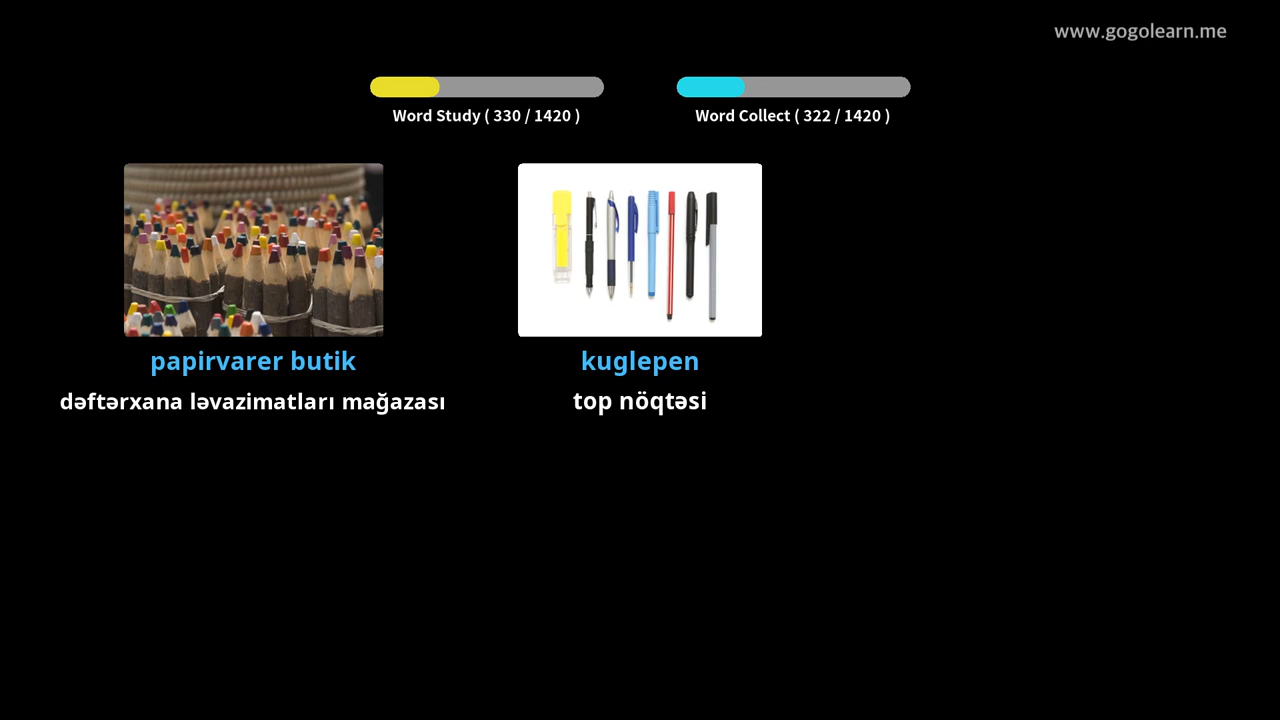 www.gogolearn.me
Word Study ( 330 / 1420 )
Word Collect ( 322 / 1420 )
papirvarer butik
kuglepen
dəftərxana ləvazimatları mağazası
top nöqtəsi